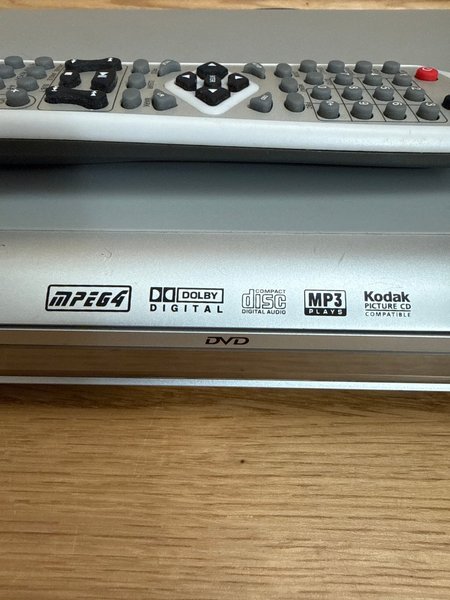 MPEG4
DOLBY
DIGITAL
COMPACT
disc
DIGITAL AUDIO
MP3
PLAYS
Kodak
PICTURE CD
COMPATIBLE
DVD